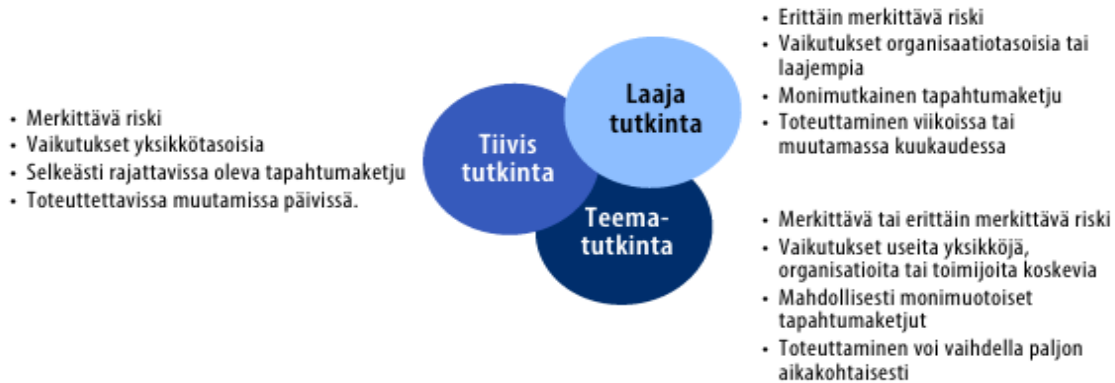 • Merkittävä riski
• Vaikutukset yksikkötasoisia
• Selkeästi rajattavissa oleva tapahtumaketju
• Toteuttettavissa muutamissa päivissä.
Tiivis
tutkinta
Laaja
tutkinta
• Erittäin merkittävä riski
• Vaikutukset organisaatiotasoisia tai
laajempia
• Monimutkainen tapahtumaketju
• Toteuttaminen viikoissa tai
muutamassa kuukaudessa
Teema-
tutkinta
• Merkittävä tai erittäin merkittävä riski
• Vaikutukset useita yksikköjä,
organisatioita tai toimijoita koskevia
• Mahdollisesti monimuotoiset
tapahtumaketjut
• Toteuttaminen voi vaihdella paljon
aikakohtaisesti